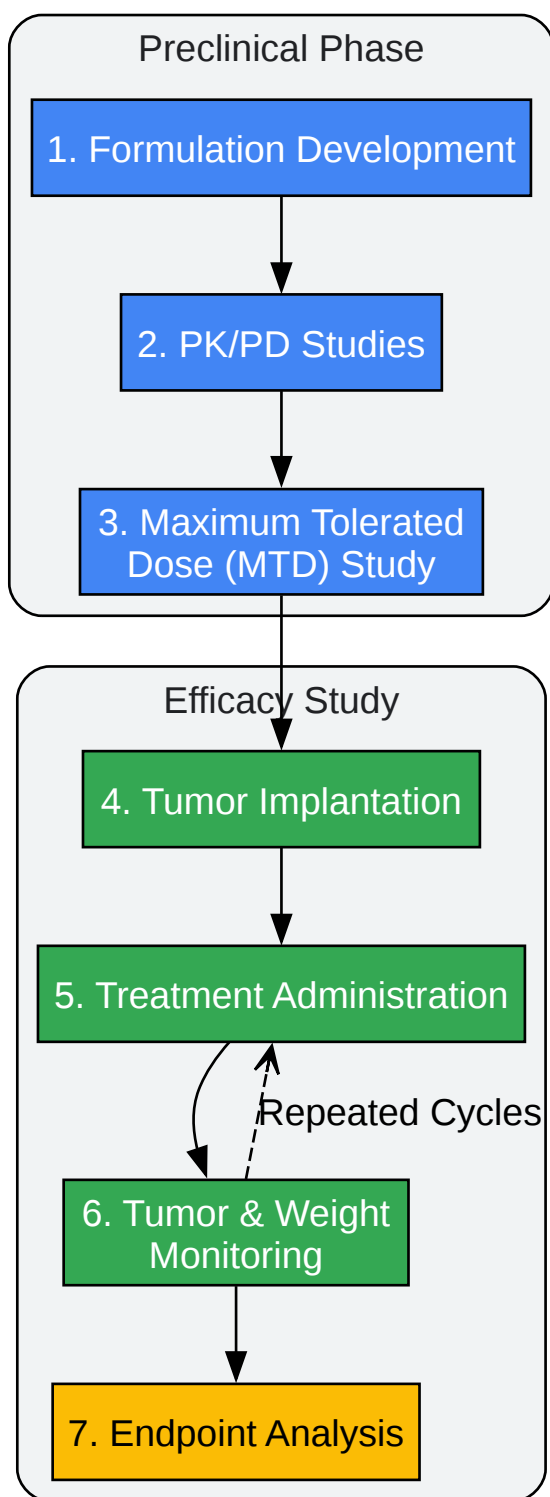 Preclinical Phase
1. Formulation Development
2. PK/PD Studies
3. Maximum Tolerated
Dose (MTD) Study
Efficacy Study
4. Tumor Implantation
5. Treatment Administration
Repeated Cycles
6. Tumor & Weight
Monitoring
7. Endpoint Analysis